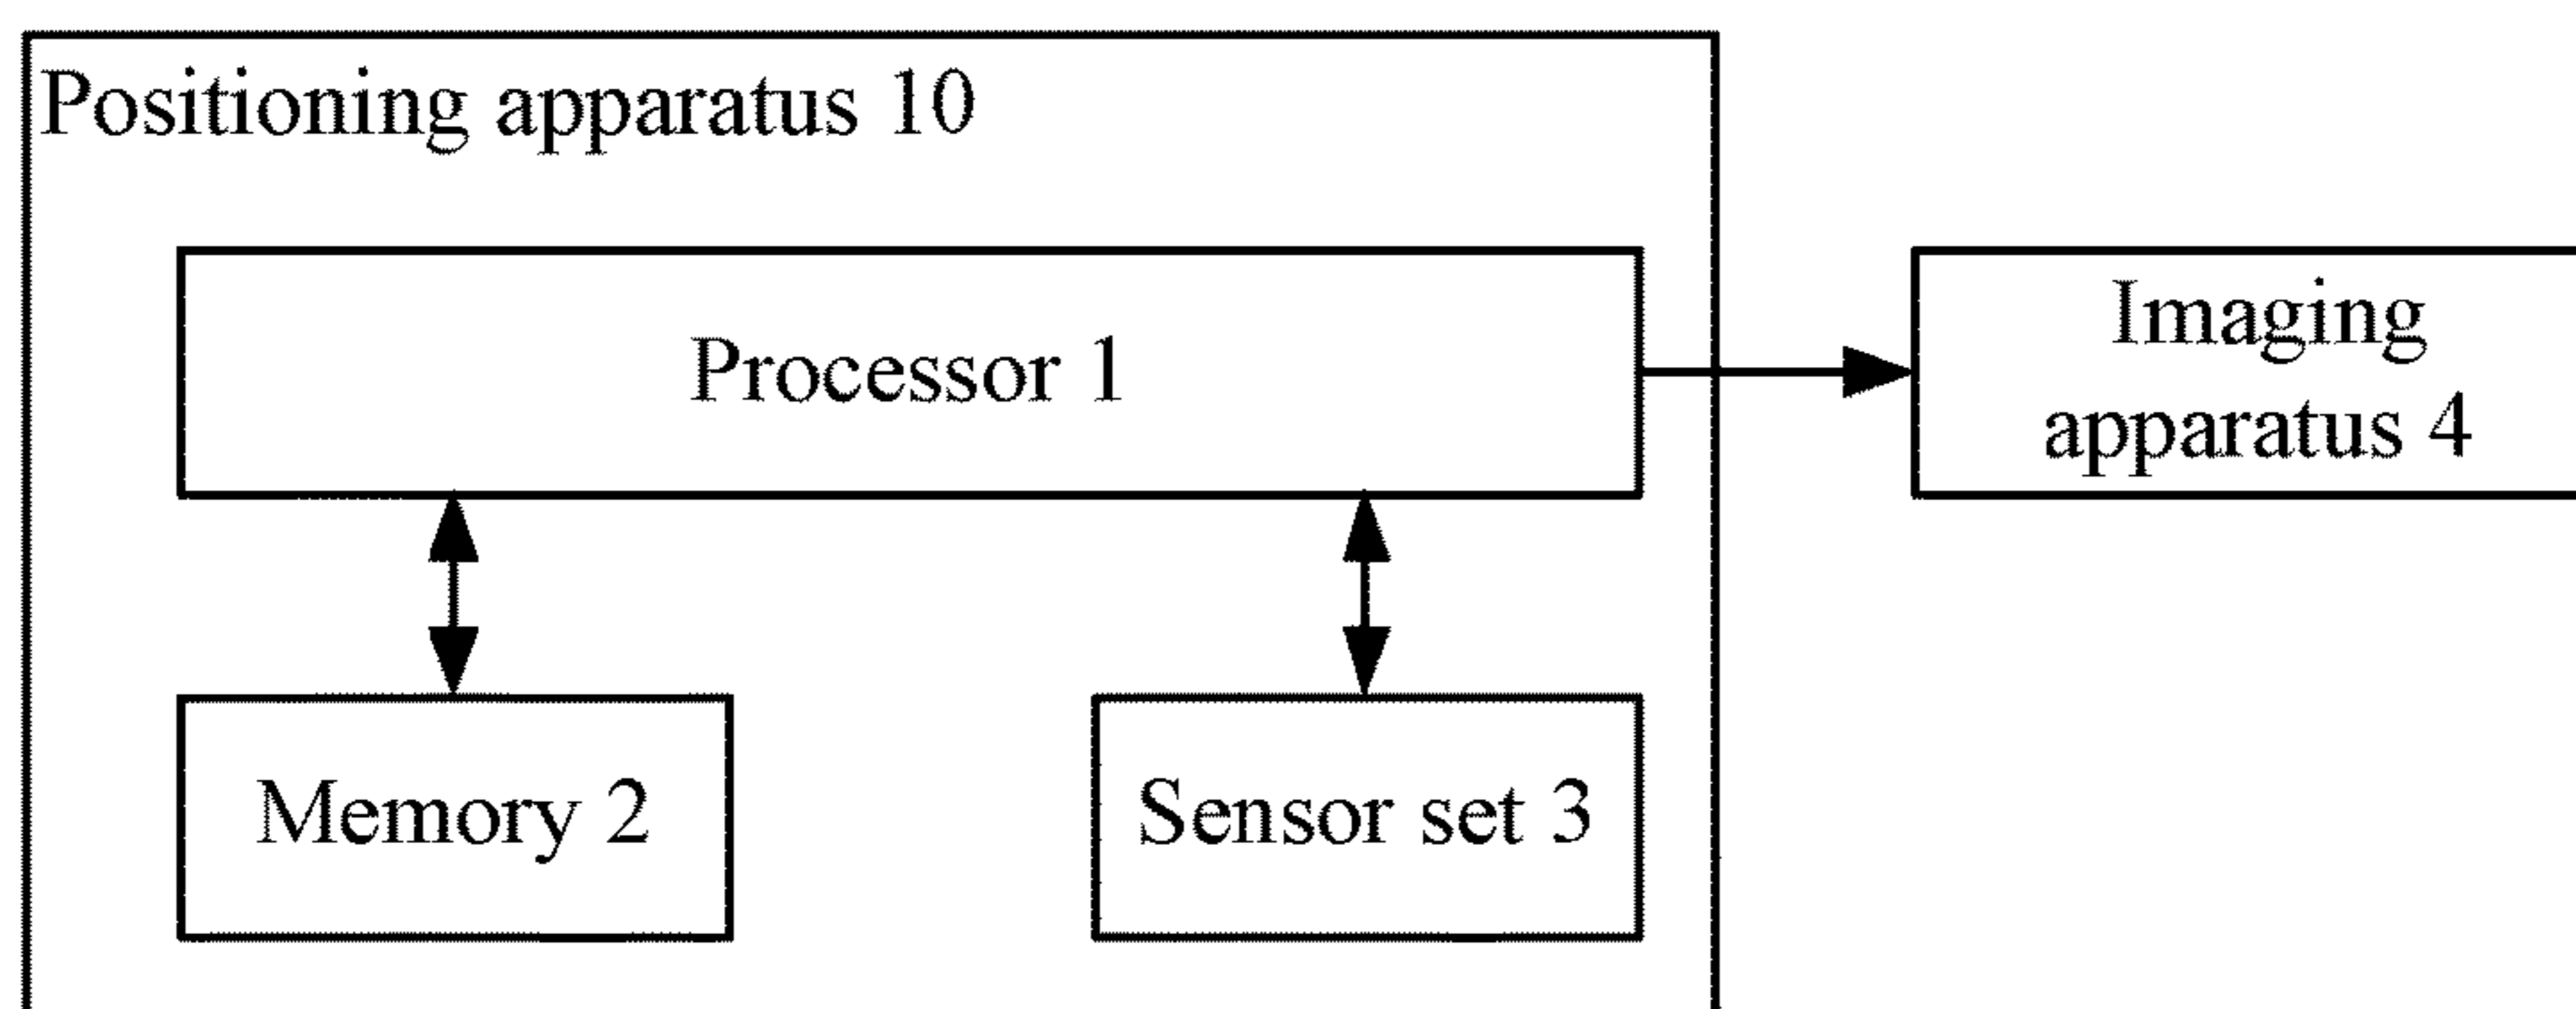 Positioning apparatus 10
Processor 1
Imaging
apparatus 4
Memory 2
Sensor set 3